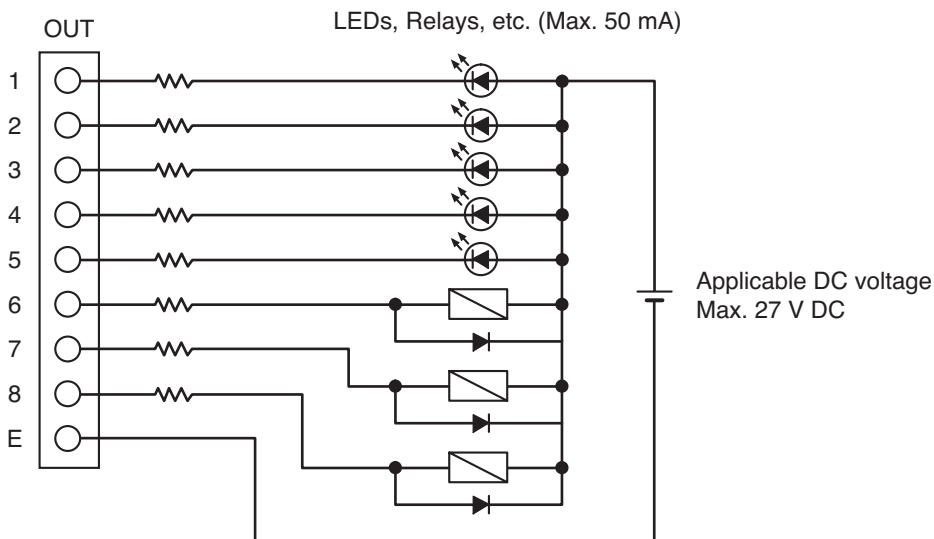 LEDs, Relays, etc. (Max. 50 mA)
OUT
1
2
3
4
5
6
7
8
E
Applicable DC voltage
Max. 27 V DC